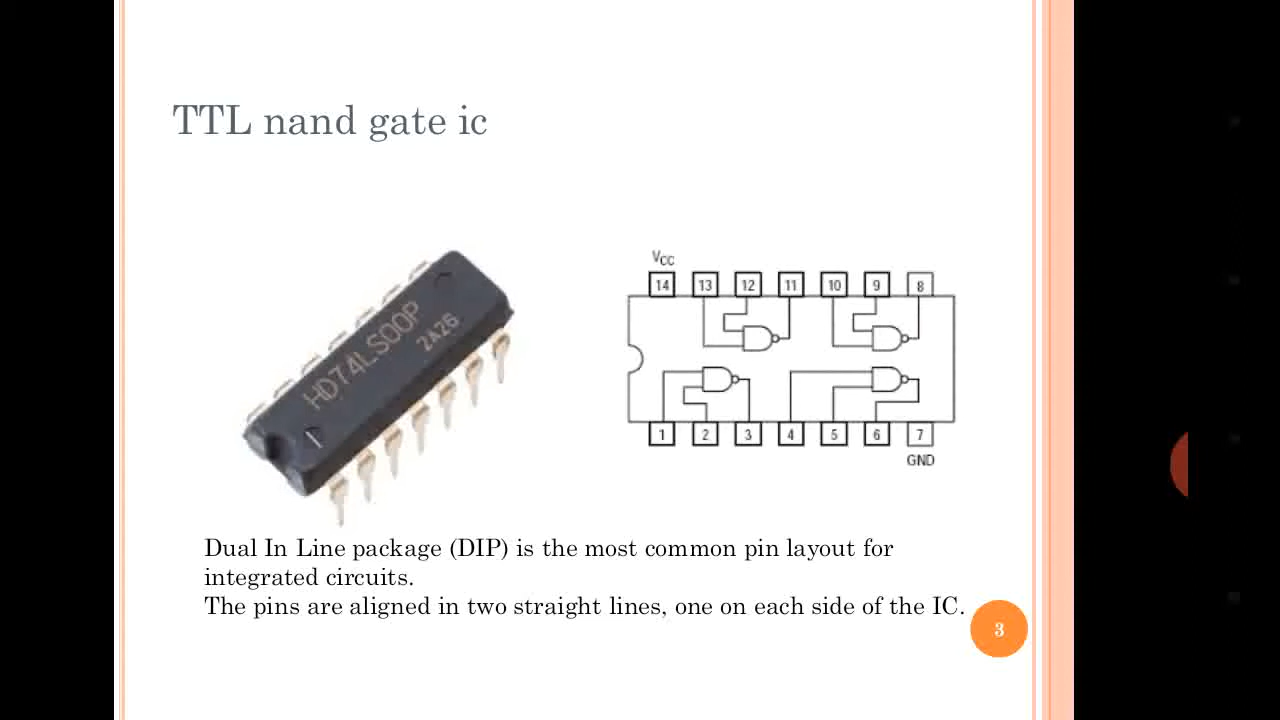 TTL nand gate ic
HD74LS00P
2A26
VCC
14 13 12 11 10 9 8
1 2 3 4 5 6 7
GND
Dual In Line package (DIP) is the most common pin layout for
integrated circuits.
The pins are aligned in two straight lines, one on each side of the IC.
3